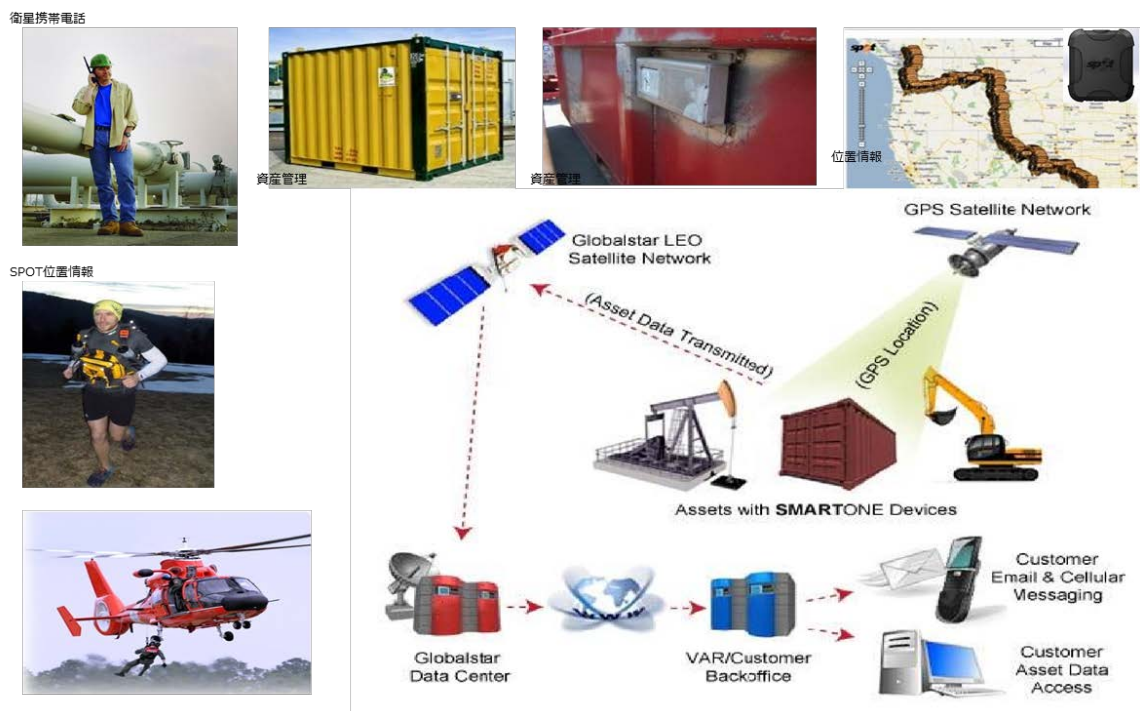 衛星携帯電話
資産管理
資産管理
spot
位置情報
spot
SPOT位置情報
GPS Satellite Network
Globalstar LEO
Satellite Network
(Asset Data Transmitted)
(GPS Location)
Assets with SMARTONE Devices
Globalstar
Data Center
VAR/Customer
Backoffice
Customer
Email & Cellular
Messaging
Customer
Asset Data
Access